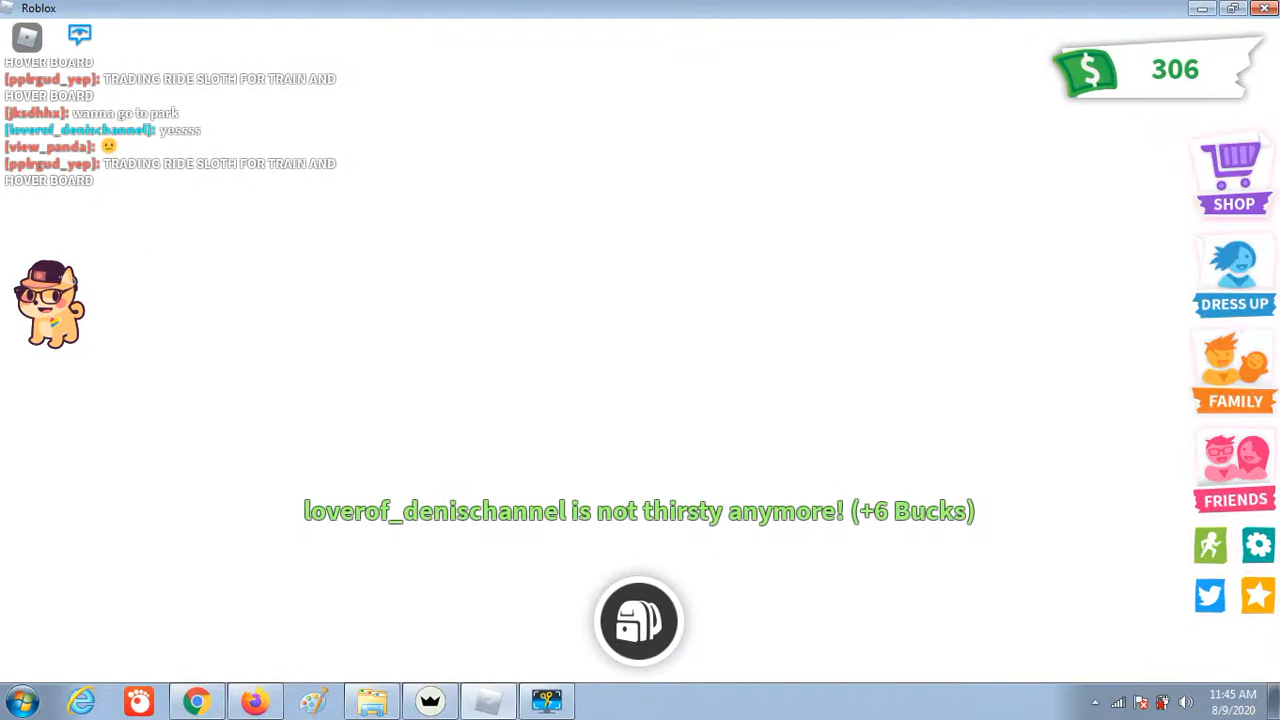 Roblox
HOVER BOARD
[pplrgud_yep]: TRADING RIDE SLOTH FOR TRAIN AND
HOVER BOARD
[jksdhhx]: wanna go to park
[loverof_denischannel]: yessss
[view_panda]: 😕
[pplrgud_yep]: TRADING RIDE SLOTH FOR TRAIN AND
HOVER BOARD
306
SHOP
DRESS UP
FAMILY
FRIENDS
loverof_denischannel is not thirsty anymore! (+6 Bucks)
11:45 AM
8/9/2020